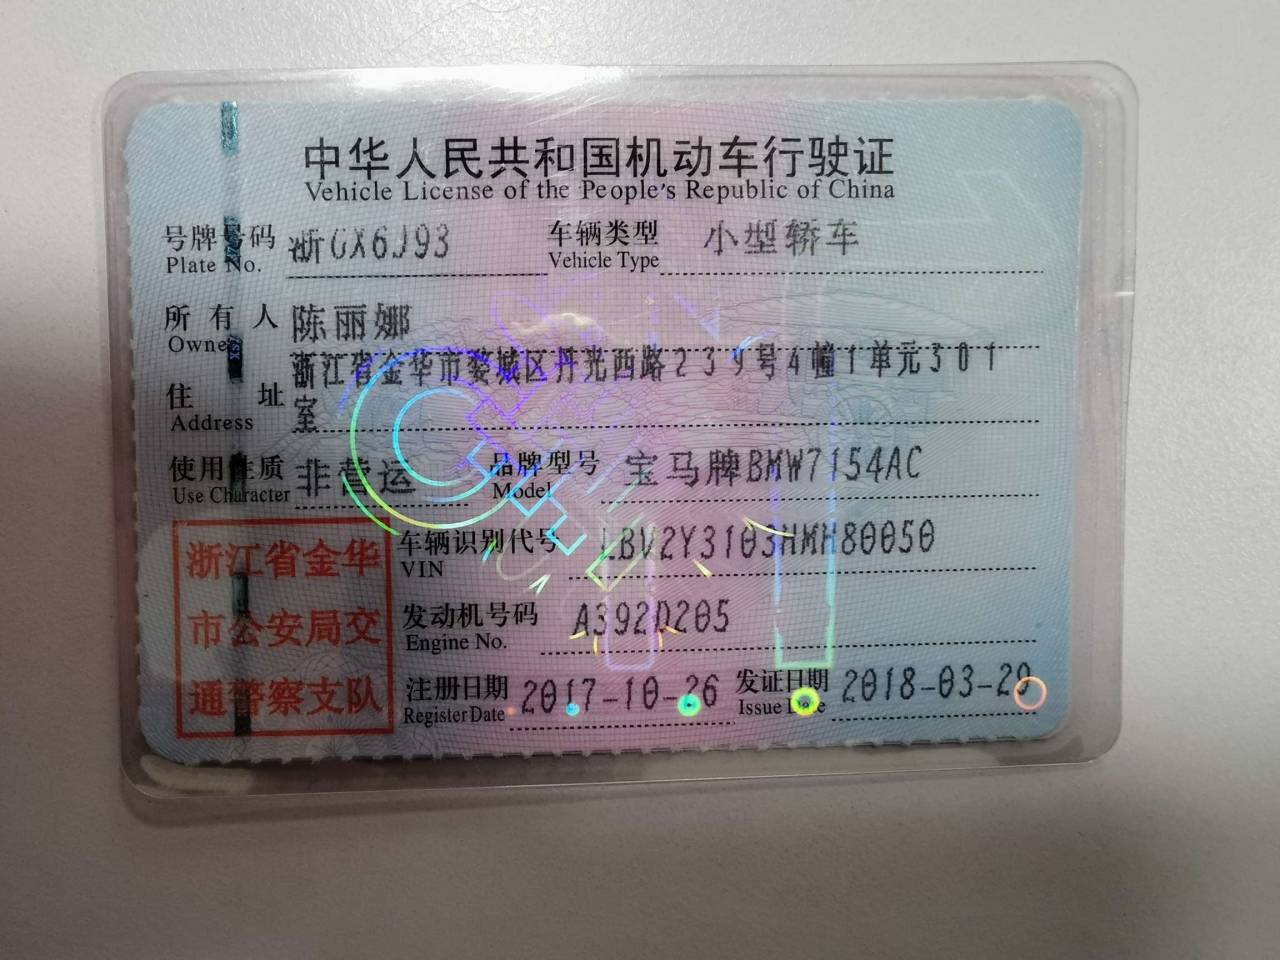 中华人民共和国机动车行驶证
Vehicle License of the People's Republic of China
号牌号码 浙GX6J93 车辆类型 小型轿车
Plate No. Vehicle Type
所有人 陈丽娜
Owner
浙江省金华市婺城区丹光西路239号4幢1单元301
住址 室
Address
使用性质 非营运 品牌型号 宝马牌BMW7154AC
Use Character Model
浙江省金华 车辆识别代号 LBV2Y3103HMH80050
VIN
市公安局交 发动机号码 A392D205
Engine No.
通警察支队 注册日期 2017-10-26 发证日期 2018-03-20
Register Date Issue Date